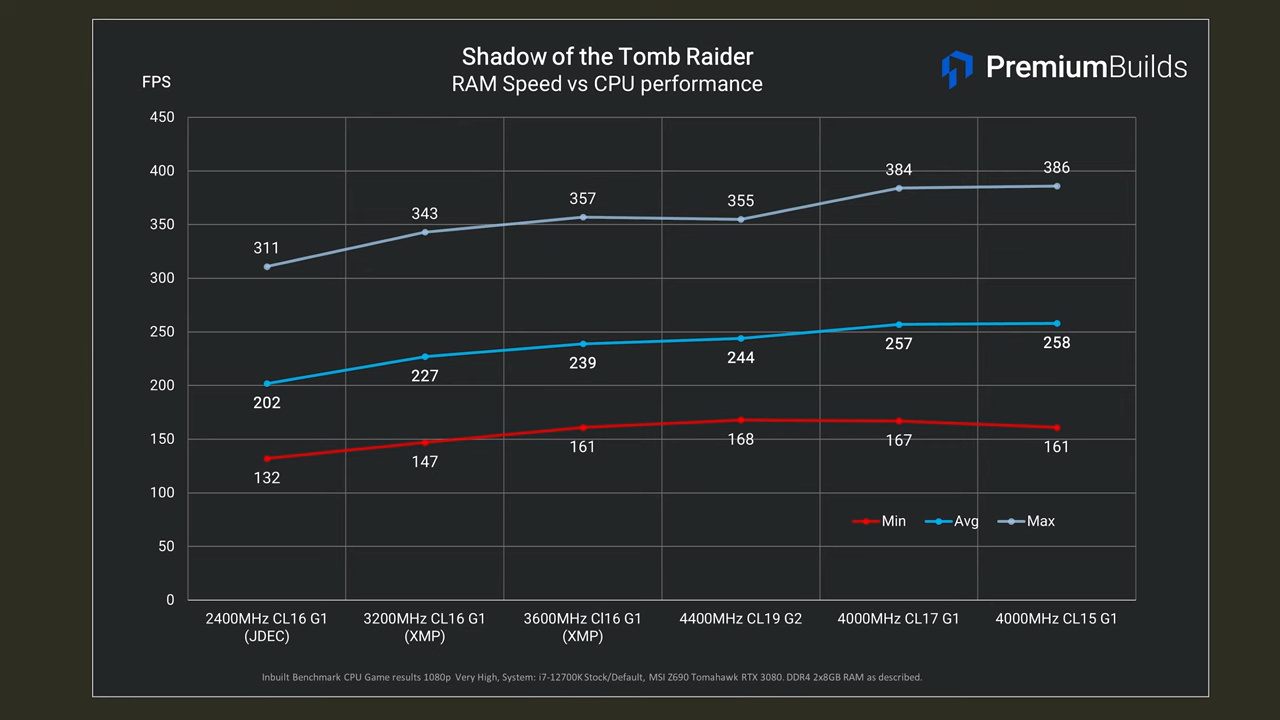 Shadow of the Tomb Raider
RAM Speed vs CPU performance
PremiumBuilds
FPS
450
400
350
300
250
200
150
100
50
0
311
343
357
355
384
386
202
227
239
244
257
258
132
147
161
168
167
161
Min Avg Max
2400MHz CL16 G1
(JDEC)
3200MHz CL16 G1
(XMP)
3600MHz Cl16 G1
(XMP)
4400MHz CL19 G2
4000MHz CL17 G1
4000MHz CL15 G1
Inbuilt Benchmark CPU Game results 1080p Very High, System: i7-12700K Stock/Default, MSI Z690 Tomahawk RTX 3080. DDR4 2x8GB RAM as described.